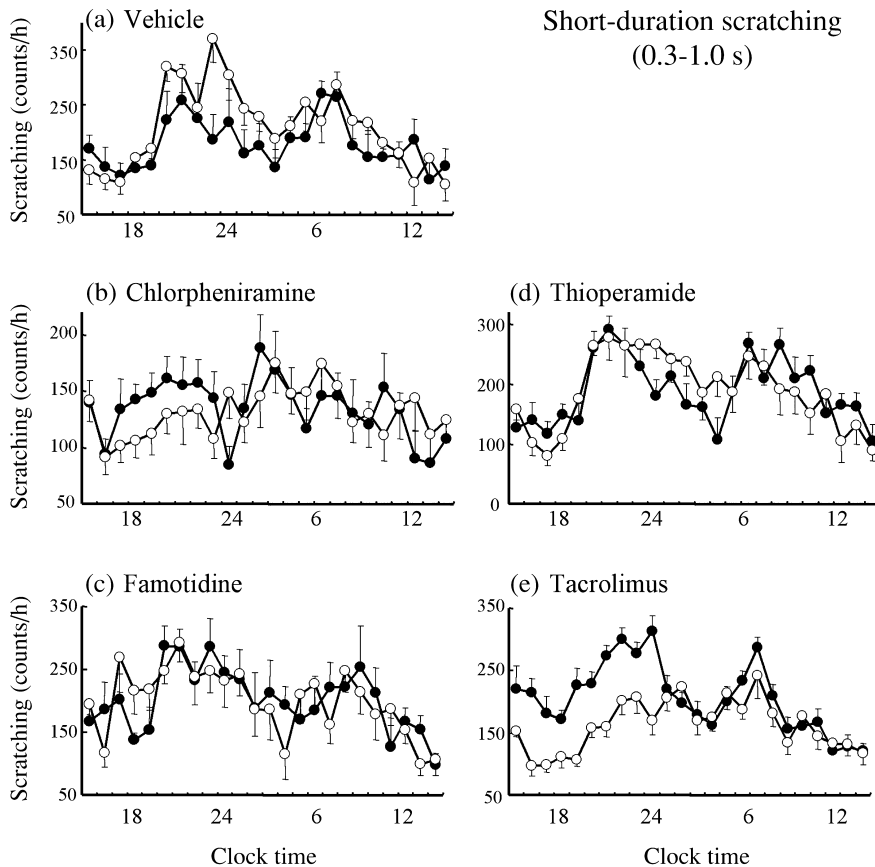 (a) Vehicle
Short-duration scratching
(0.3-1.0 s)
Scratching (counts/h)
350
250
150
50
18 24 6 12
(b) Chlorpheniramine
Scratching (counts/h)
200
150
100
50
18 24 6 12
(d) Thioperamide
300
200
100
0
18 24 6 12
(c) Famotidine
Scratching (counts/h)
350
250
150
50
18 24 6 12
Clock time
(e) Tacrolimus
350
250
150
50
18 24 6 12
Clock time